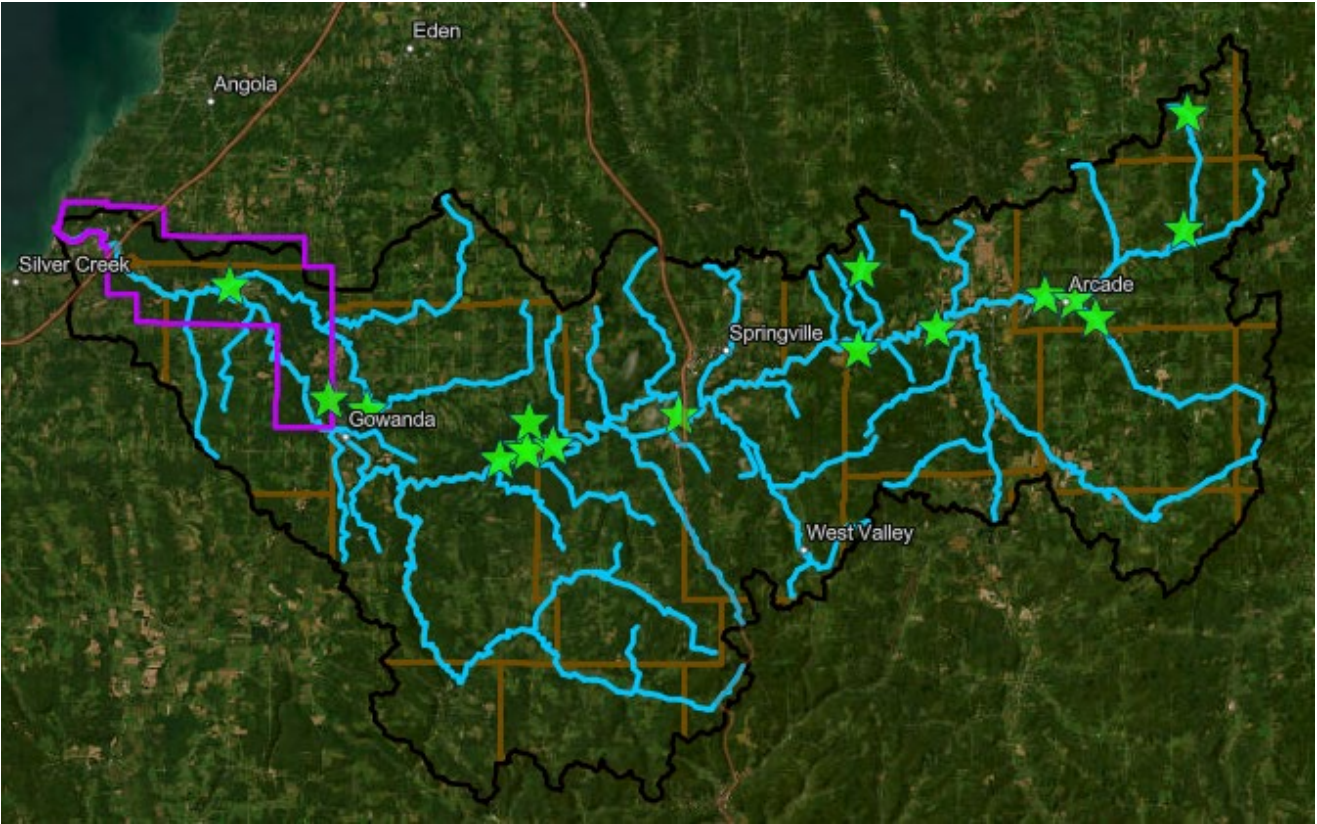 Eden
Angola
Silver Creek
Arcade
Springville
Gowanda
West Valley